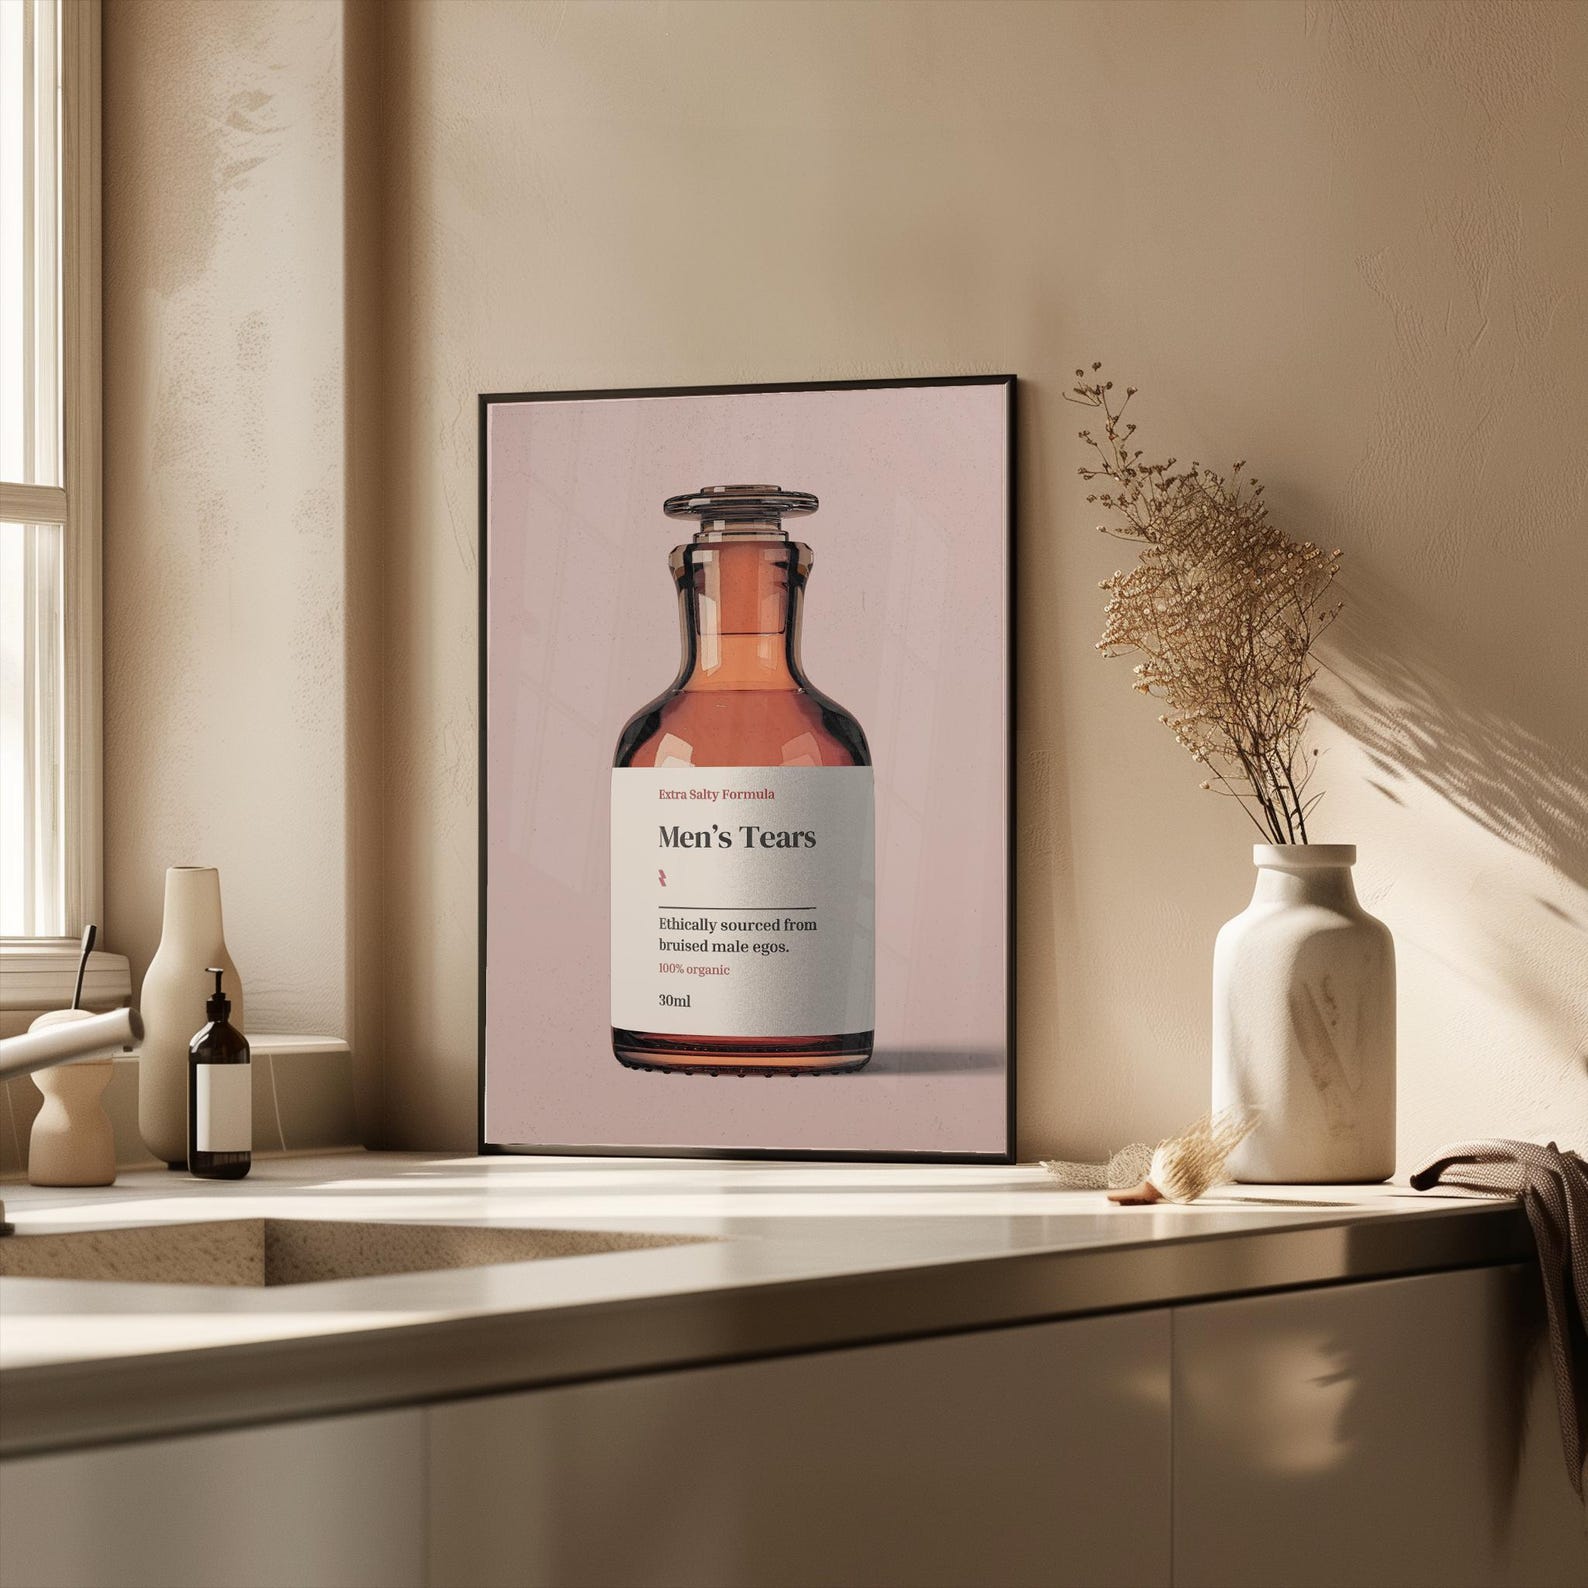 Extra Salty Formula
Men's Tears
Ethically sourced from
bruised male egos.
100% organic
30ml